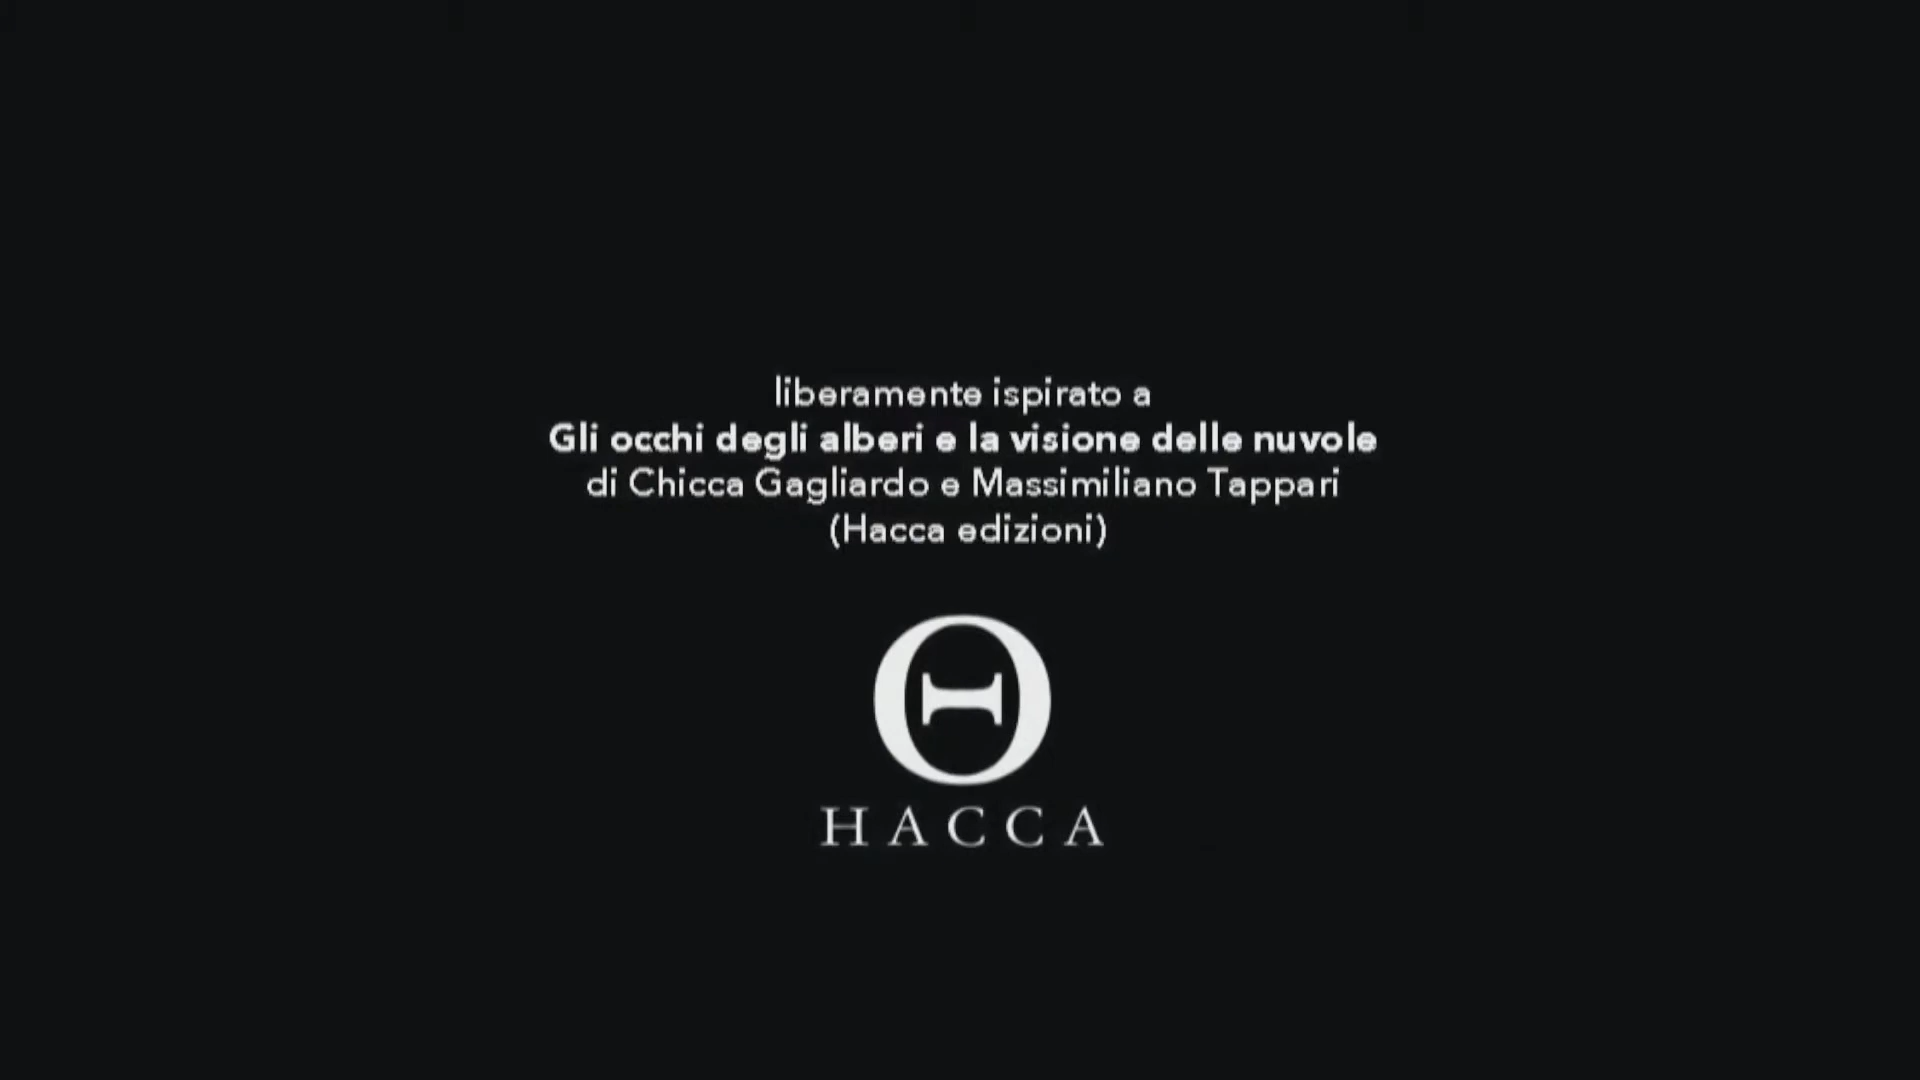 liberamente ispirato a
Gli occhi degli alberi e la visione delle nuvole
di Chicca Gagliardo e Massimiliano Tappari
(Hacca edizioni)
HACCA